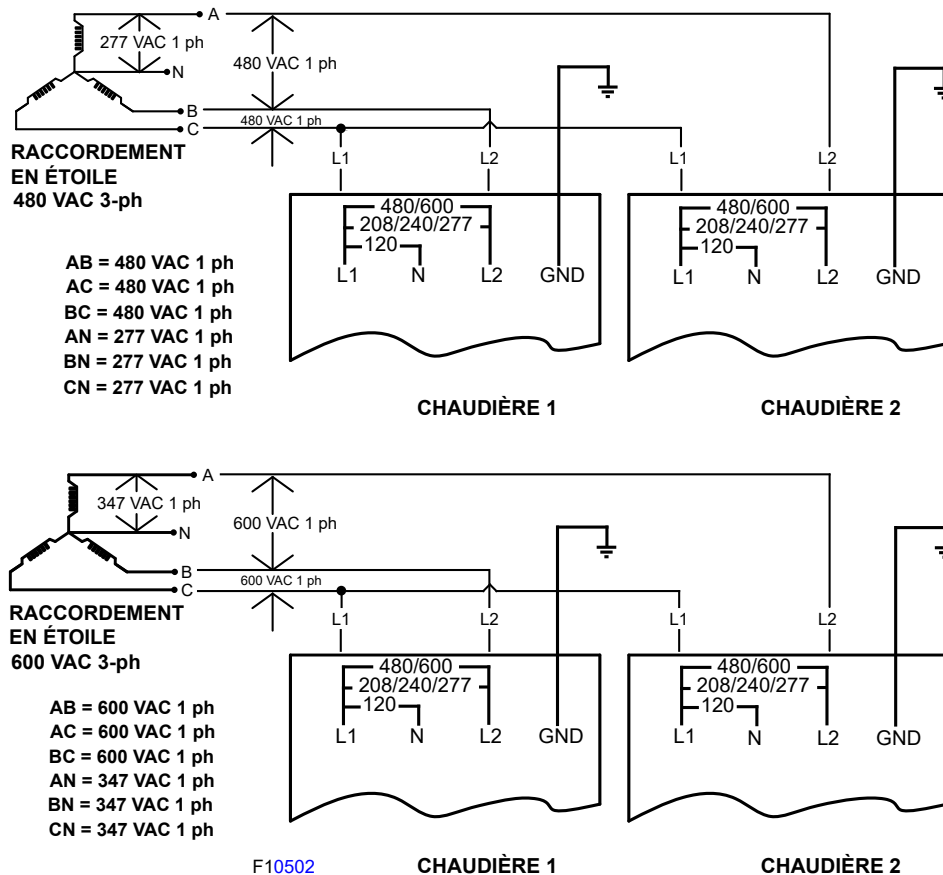 A
277 VAC 1 ph
480 VAC 1 ph
N
B
480 VAC 1 ph
C
RACCORDEMENT
EN ÉTOILE
480 VAC 3-ph
L1
L2
L1
L2
480/600
208/240/277
120
L1
N
L2
GND
480/600
208/240/277
120
L1
N
L2
GND
AB = 480 VAC 1 ph
AC = 480 VAC 1 ph
BC = 480 VAC 1 ph
AN = 277 VAC 1 ph
BN = 277 VAC 1 ph
CN = 277 VAC 1 ph
CHAUDIÈRE 1
CHAUDIÈRE 2
A
347 VAC 1 ph
600 VAC 1 ph
N
B
600 VAC 1 ph
C
RACCORDEMENT
EN ÉTOILE
600 VAC 3-ph
L1
L2
L1
L2
480/600
208/240/277
120
L1
N
L2
GND
480/600
208/240/277
120
L1
N
L2
GND
AB = 600 VAC 1 ph
AC = 600 VAC 1 ph
BC = 600 VAC 1 ph
AN = 347 VAC 1 ph
BN = 347 VAC 1 ph
CN = 347 VAC 1 ph
F10502
CHAUDIÈRE 1
CHAUDIÈRE 2